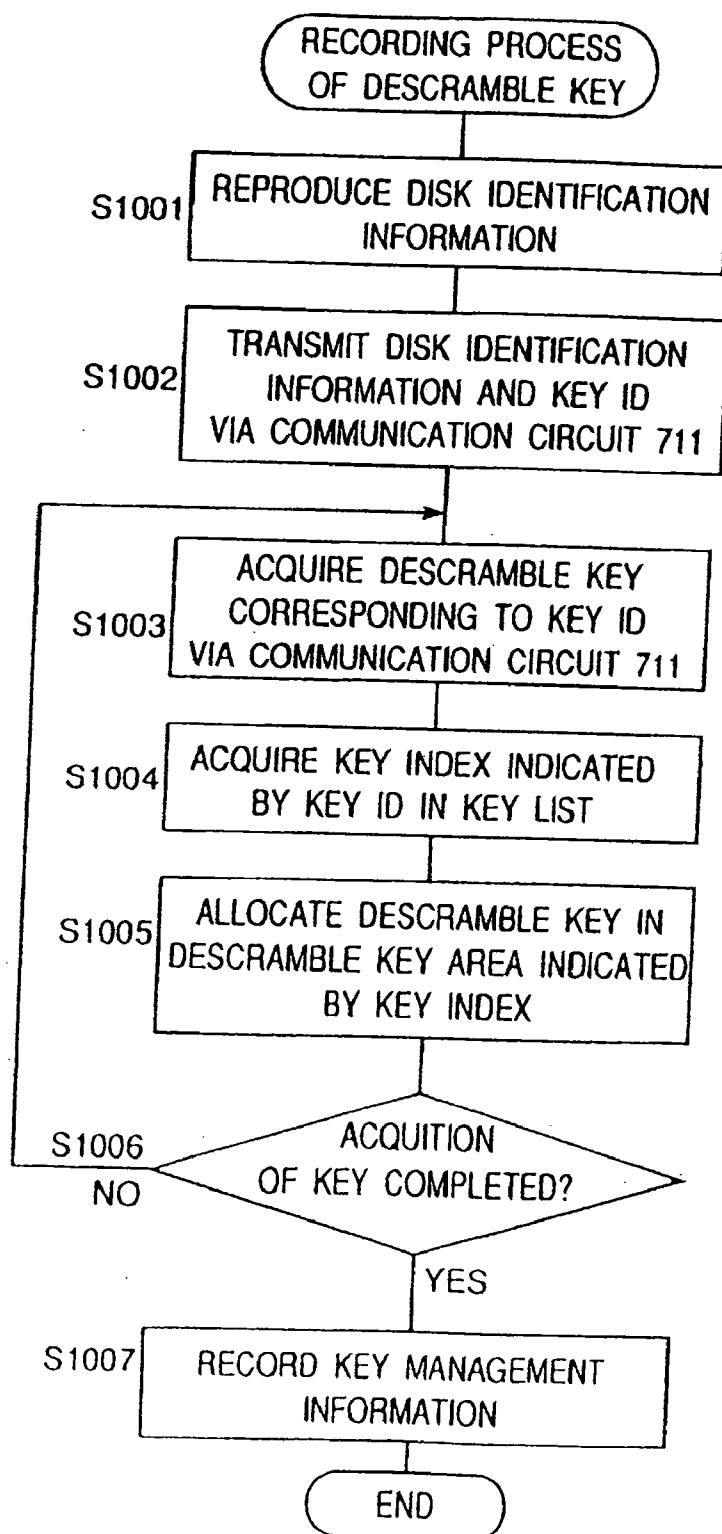 RECORDING PROCESS
OF DESCRAMBLE KEY
S1001
REPRODUCE DISK IDENTIFICATION
INFORMATION
S1002
TRANSMIT DISK IDENTIFICATION
INFORMATION AND KEY ID
VIA COMMUNICATION CIRCUIT 711
S1003
ACQUIRE DESCRAMBLE KEY
CORRESPONDING TO KEY ID
VIA COMMUNICATION CIRCUIT 711
S1004
ACQUIRE KEY INDEX INDICATED
BY KEY ID IN KEY LIST
S1005
ALLOCATE DESCRAMBLE KEY IN
DESCRAMBLE KEY AREA INDICATED
BY KEY INDEX
S1006
ACQUITION
OF KEY COMPLETED?
NO
YES
S1007
RECORD KEY MANAGEMENT
INFORMATION
END